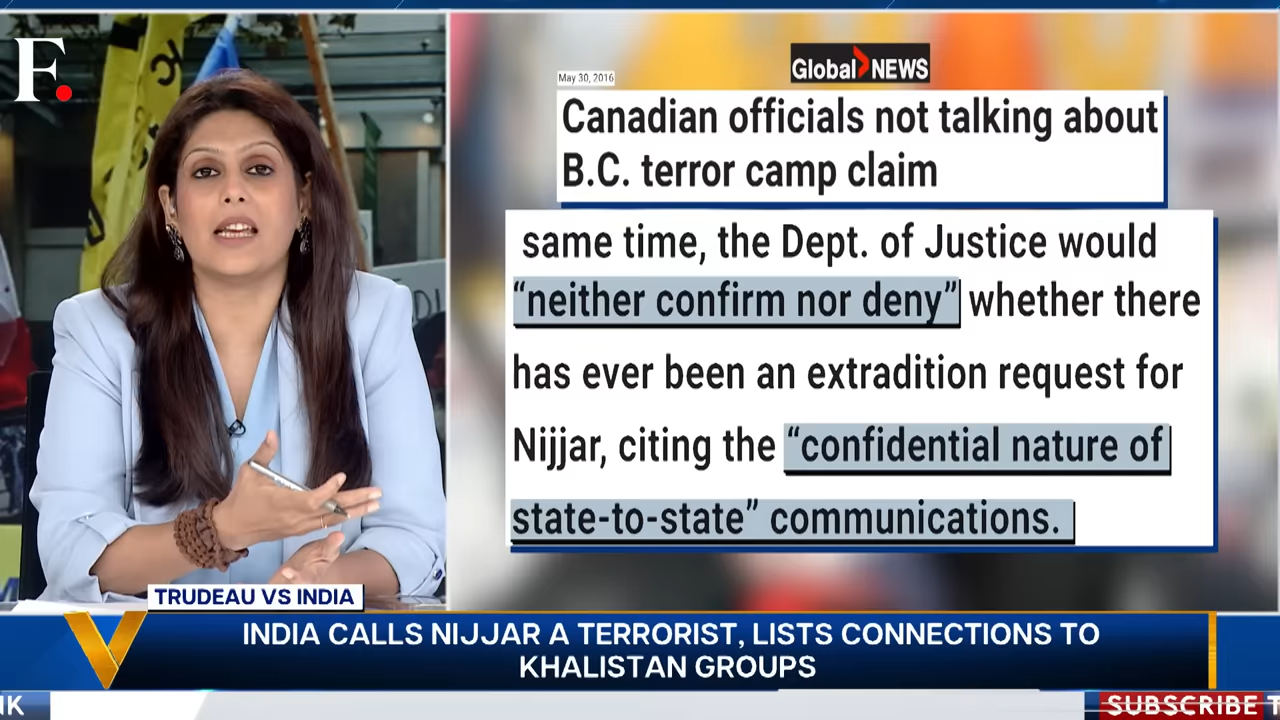 F.
Global NEWS
May 30, 2016
Canadian officials not talking about
B.C. terror camp claim
same time, the Dept. of Justice would
“neither confirm nor deny” whether there
has ever been an extradition request for
Nijjar, citing the “confidential nature of
state-to-state” communications.
TRUDEAU VS INDIA
V
INDIA CALLS NIJJAR A TERRORIST, LISTS CONNECTIONS TO
KHALISTAN GROUPS
SUBSCRIBE